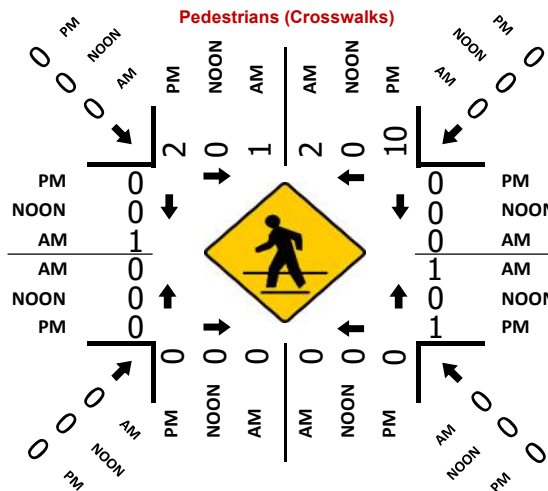 Pedestrians (Crosswalks)
0 PM
0 NOON
0 AM
PM NOON AM AM NOON PM
PM 0
NOON 0
AM 0
2 0 1 2 0 10
PM 0 0 PM
NOON 0 0 NOON
AM 1 0 AM
AM 0 1 AM
NOON 0 0 NOON
PM 0 1 PM
0 0 0 0 0 0
0 AM
0 NOON
0 PM
PM NOON AM AM NOON PM
AM 0
NOON 0
PM 0